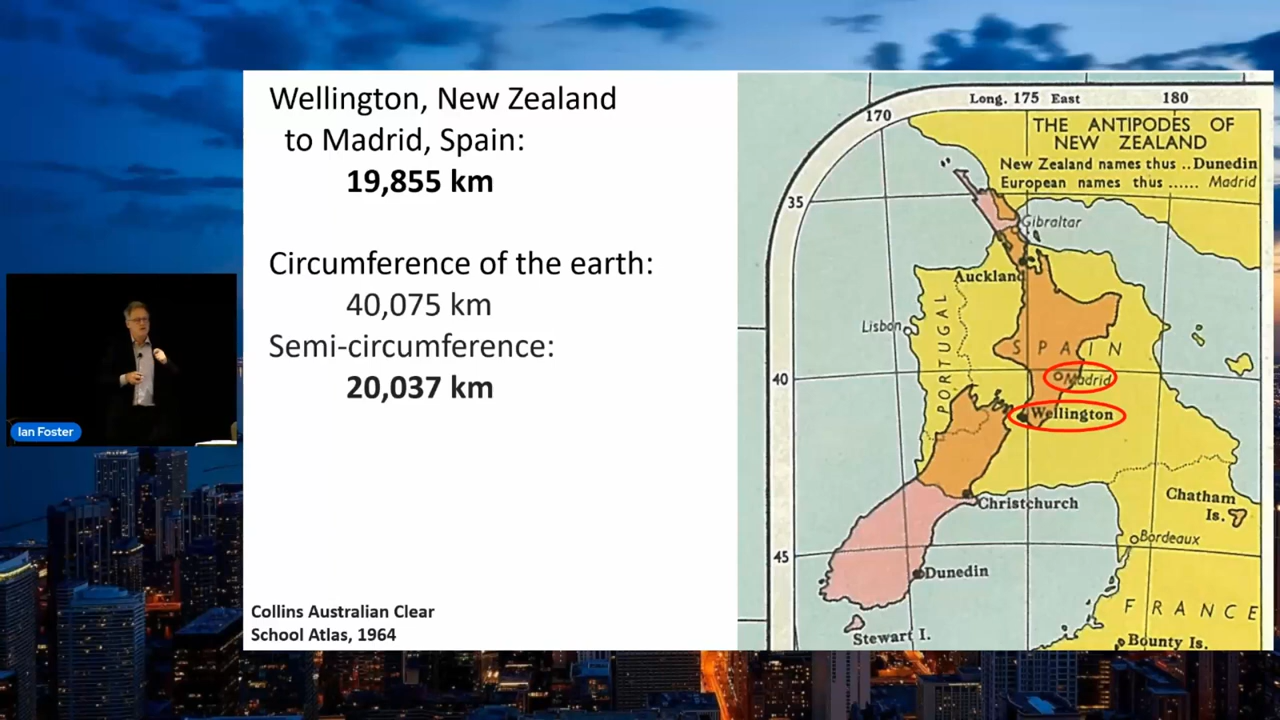 Wellington, New Zealand
to Madrid, Spain:
19,855 km
Circumference of the earth:
40,075 km
Semi-circumference:
20,037 km
Collins Australian Clear
School Atlas, 1964
Ian Foster
Long. 175 East
180
170
THE ANTIPODES OF
NEW ZEALAND
New Zealand names thus .. Dunedin
European names thus ...... Madrid
35
Gibraltar
Auckland
Lisbon
PORTUGAL
SPAIN
40
Madrid
Wellington
Christchurch
Chatham
Is.
Bordeaux
45
Dunedin
FRANCE
Stewart I.
Bounty Is.